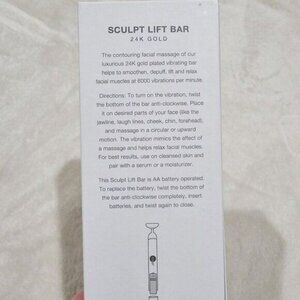 SCULPT LIFT BAR
24K GOLD
The contouring facial massage of our
luxurious 24K gold plated vibrating bar
helps to smoothen, depuff, lift and relax
facial muscles at 6000 vibrations per minute.
Directions: To turn on the vibration, twist
the bottom of the bar anti-clockwise. Place
it on desired parts of your face (like the
jawline, laugh lines, cheek, chin, forehead),
and massage in a circular or upward
motion. The vibration mimics the effect of
a massage and helps relax facial muscles.
For best results, use on cleansed skin and
pair with a serum or a moisturizer.
This Sculpt Lift Bar is AA battery operated.
To replace the battery, twist the bottom of
the bar anti-clockwise completely, insert
batteries, and twist again to close.